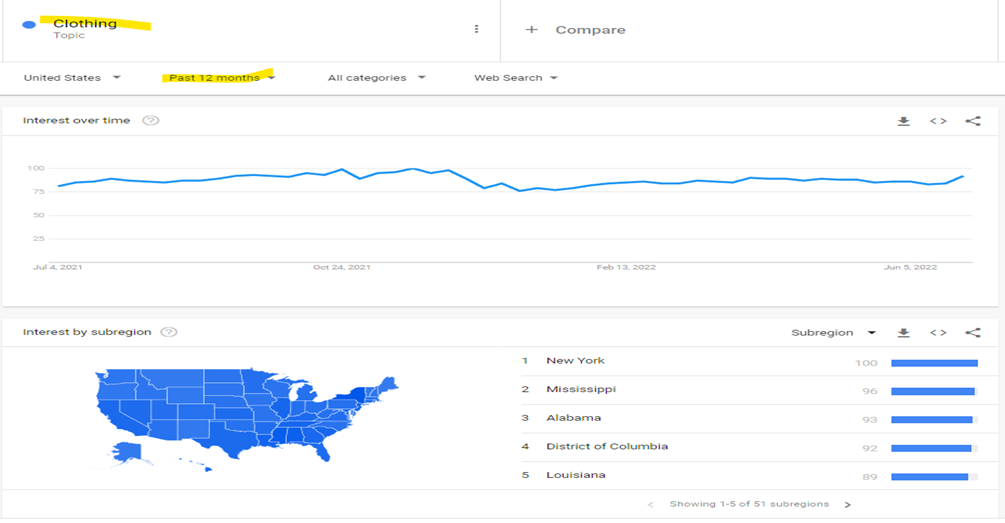 Clothing
Topic
+ Compare
United States
Past 12 months
All categories
Web Search
Interest over time
100
75
50
25
Jul 4, 2021
Oct 24, 2021
Feb 13, 2022
Jun 5, 2022
Interest by subregion
Subregion
1 New York 100
2 Mississippi 96
3 Alabama 93
4 District of Columbia 92
5 Louisiana 89
Showing 1-5 of 51 subregions